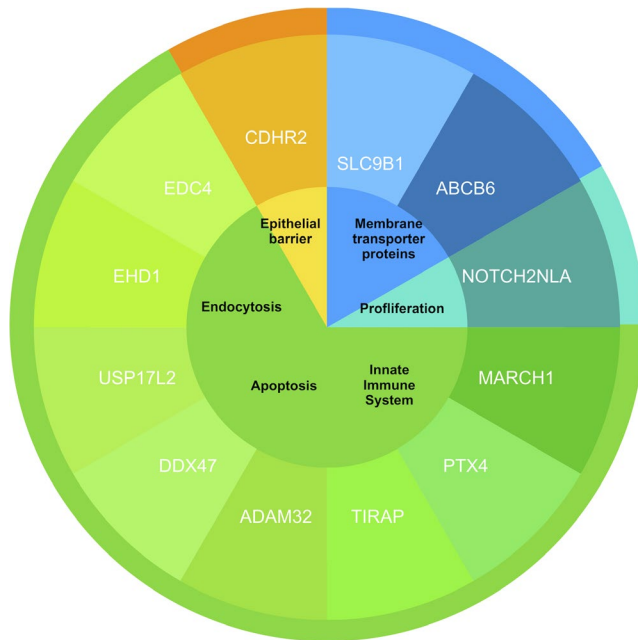 CDHR2
SLC9B1
EDC4
ABCB6
Epithelial
barrier
Membrane
transporter
proteins
EHD1
NOTCH2NLA
Endocytosis
Profliferation
USP17L2
MARCH1
Apoptosis
Innate
Immune
System
DDX47
PTX4
ADAM32
TIRAP